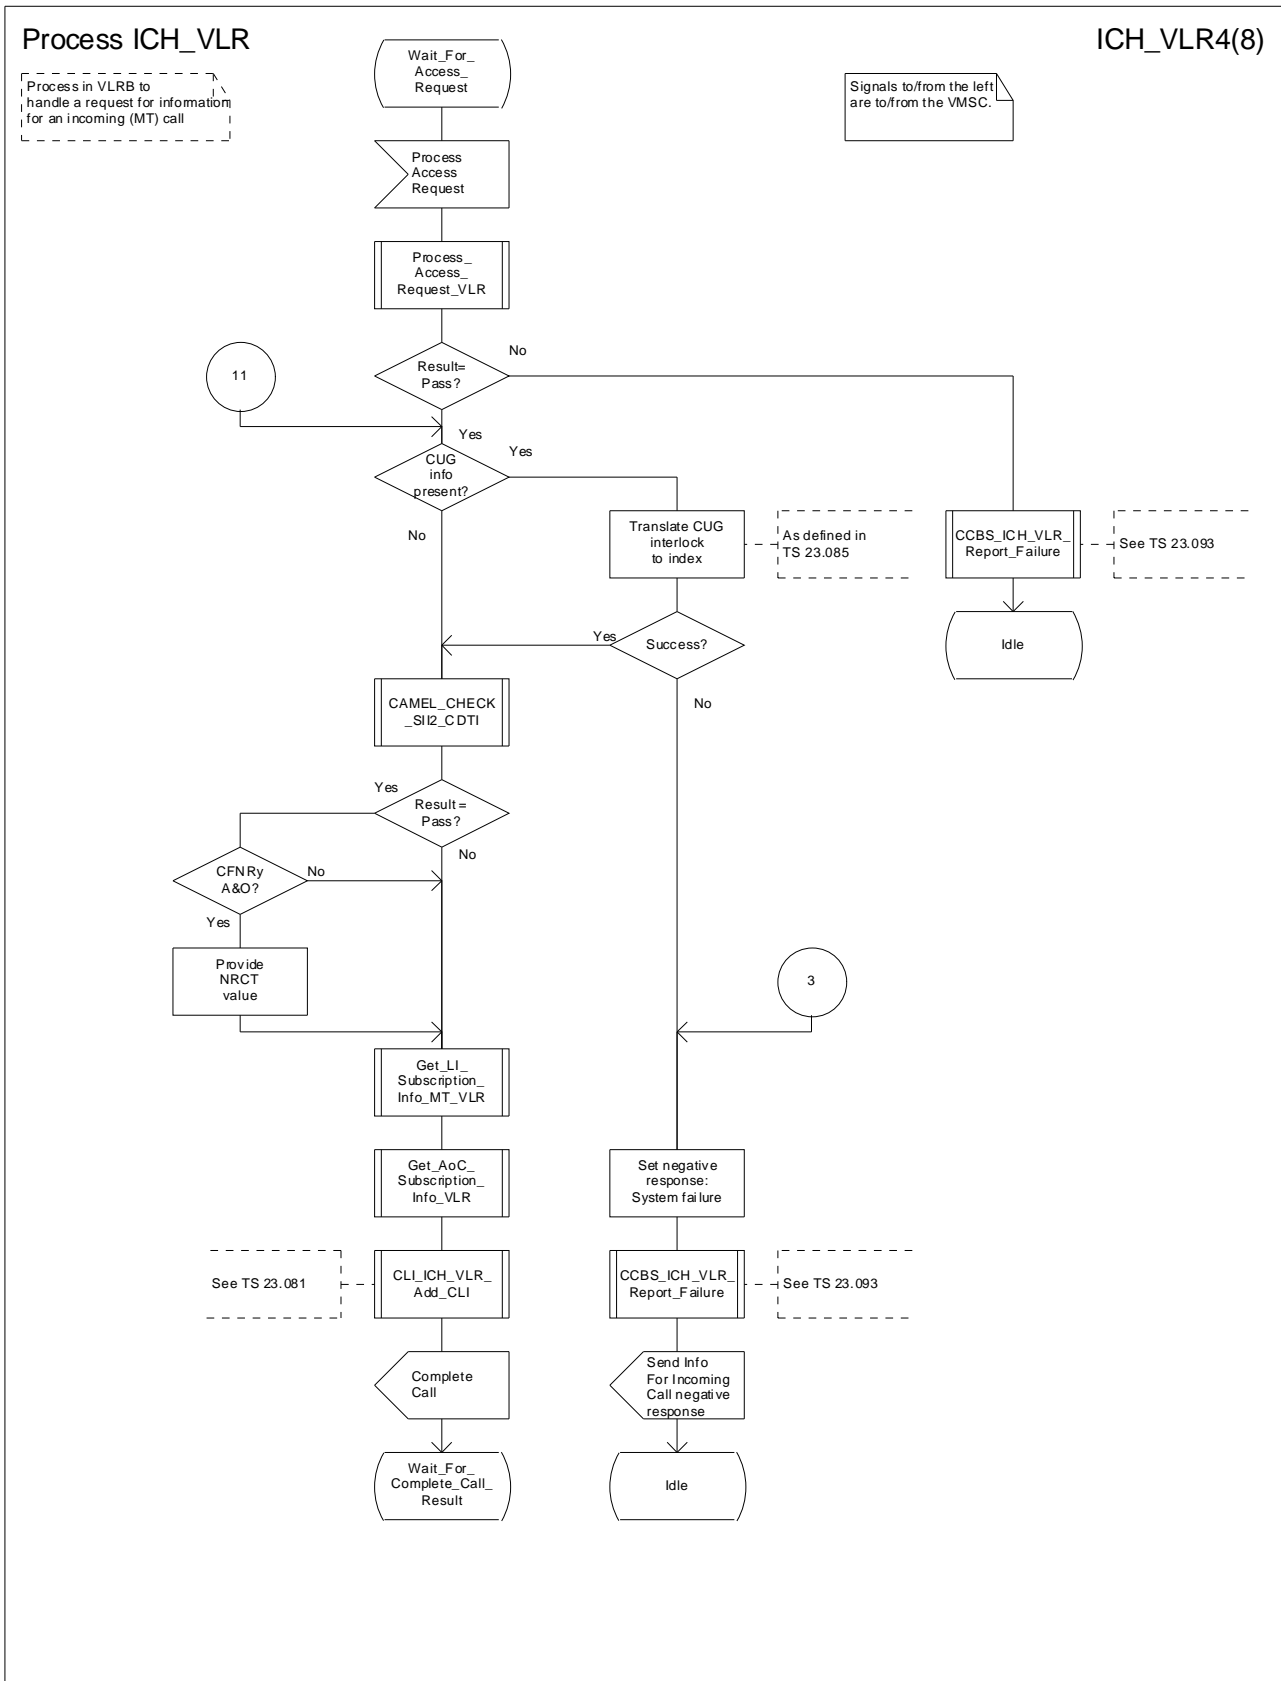 Process ICH_VLR
ICH_VLR4(8)
Process in VLRB to
handle a request for information
for an incoming (MT) call
Wait_For_
Access_
Request
Signals to/from the left
are to/from the VMSC.
Process
Access
Request
Process_
Access_
Request_VLR
Result=
Pass?
No
11
Yes
CUG
info
present?
Yes
No
Translate CUG
interlock
to index
As defined in
TS 23.085
CCBS_ICH_VLR_
Report_Failure
See TS 23.093
Success?
Yes
No
Idle
CAMEL_CHECK
_SII2_CDTI
Result=
Pass?
Yes
No
CFNRy
A&O?
No
Yes
Provide
NRCT
value
3
Get_LI_
Subscription_
Info_MT_VLR
Get_AoC_
Subscription_
Info_VLR
Set negative
response:
System failure
See TS 23.081
CLI_ICH_VLR_
Add_CLI
CCBS_ICH_VLR_
Report_Failure
See TS 23.093
Complete
Call
Send Info
For Incoming
Call negative
response
Wait_For_
Complete_Call_
Result
Idle